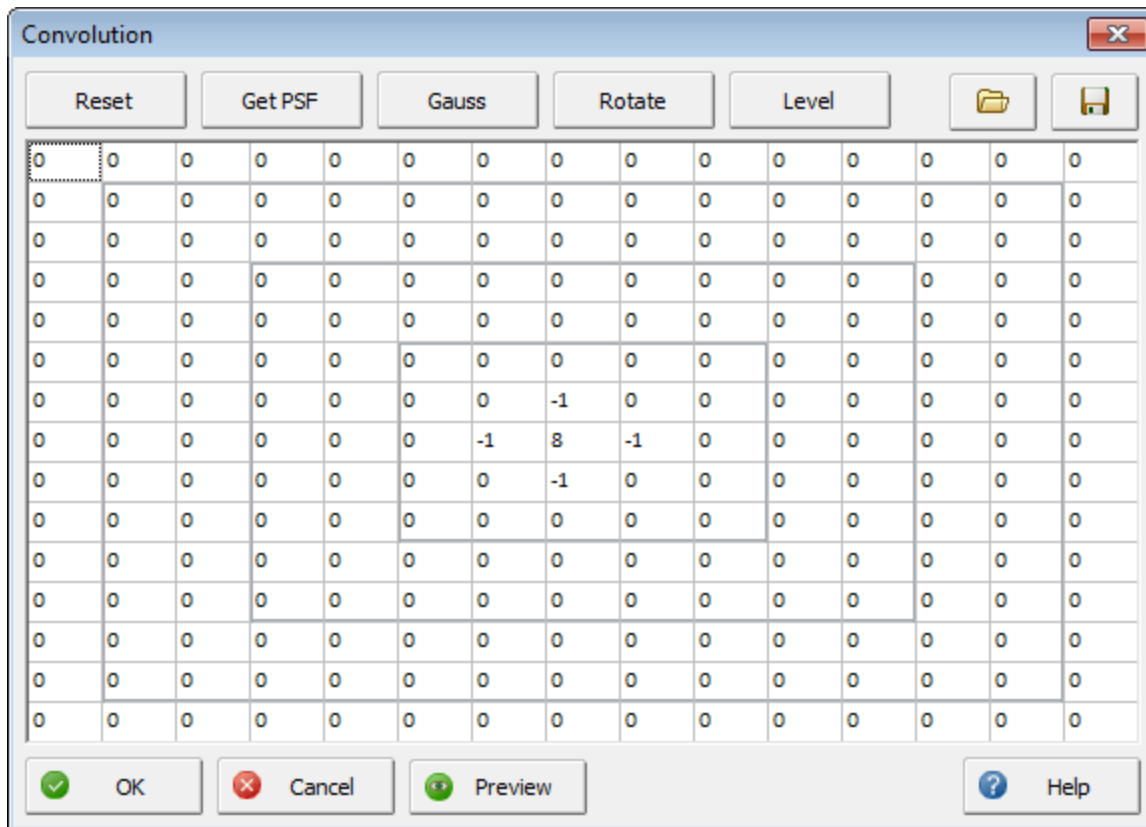 Convolution
Reset Get PSF Gauss Rotate Level
0 0 0 0 0 0 0 0 0 0 0 0 0 0 0
0 0 0 0 0 0 0 0 0 0 0 0 0 0 0
0 0 0 0 0 0 0 0 0 0 0 0 0 0 0
0 0 0 0 0 0 0 0 0 0 0 0 0 0 0
0 0 0 0 0 0 0 0 0 0 0 0 0 0 0
0 0 0 0 0 0 0 0 0 0 0 0 0 0 0
0 0 0 0 0 0 0 -1 0 0 0 0 0 0 0
0 0 0 0 0 0 -1 8 -1 0 0 0 0 0 0
0 0 0 0 0 0 0 -1 0 0 0 0 0 0 0
0 0 0 0 0 0 0 0 0 0 0 0 0 0 0
0 0 0 0 0 0 0 0 0 0 0 0 0 0 0
0 0 0 0 0 0 0 0 0 0 0 0 0 0 0
0 0 0 0 0 0 0 0 0 0 0 0 0 0 0
0 0 0 0 0 0 0 0 0 0 0 0 0 0 0
0 0 0 0 0 0 0 0 0 0 0 0 0 0 0
OK Cancel Preview Help